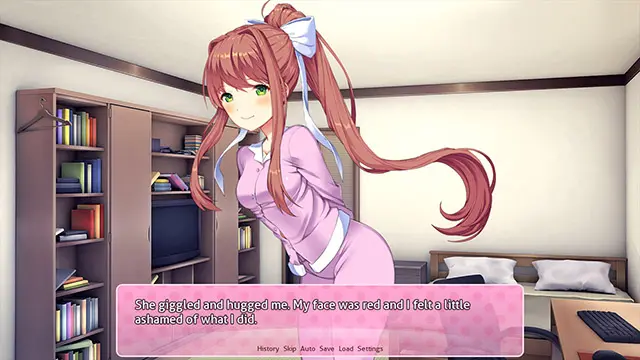 She giggled and hugged me. My face was red and I felt a little
ashamed of what I did.
History Skip Auto Save Load Settings